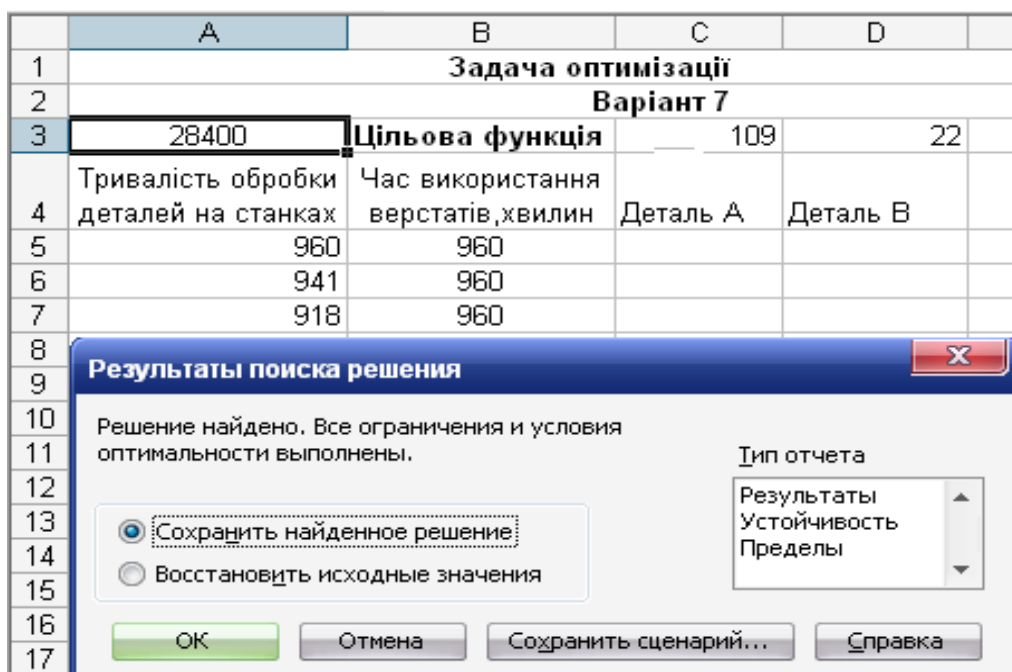 A B C D
1 Задача оптимізації
2 Варіант 7
3 28400 Цільова функція 109 22
Тривалість обробки Час використання
4 деталей на станках верстатів,хвилин Деталь А Деталь В
5 960 960
6 941 960
7 918 960
8
Результаты поиска решения
9
10 Решение найдено. Все ограничения и условия
11 оптимальности выполнены. Тип отчета
12 Результаты
13 Сохранить найденное решение Устойчивость
14 Пределы
15 Восстановить исходные значения
16 ОК Отмена Сохранить сценарий... Справка
17